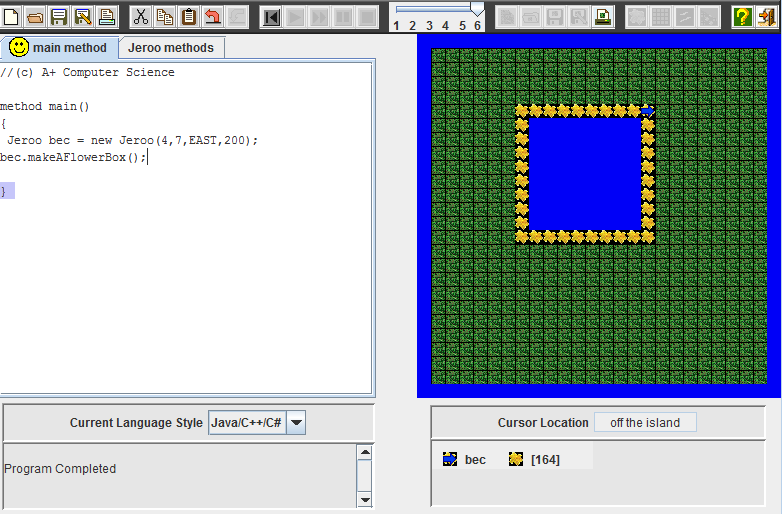 1 2 3 4 5 6
main method
Jeroo methods
//(c) A+ Computer Science
method main()
{
Jeroo bec = new Jeroo(4,7,EAST,200);
bec.makeAFlowerBox();
}
Current Language Style Java/C++/C#
Cursor Location off the island
Program Completed
bec [164]